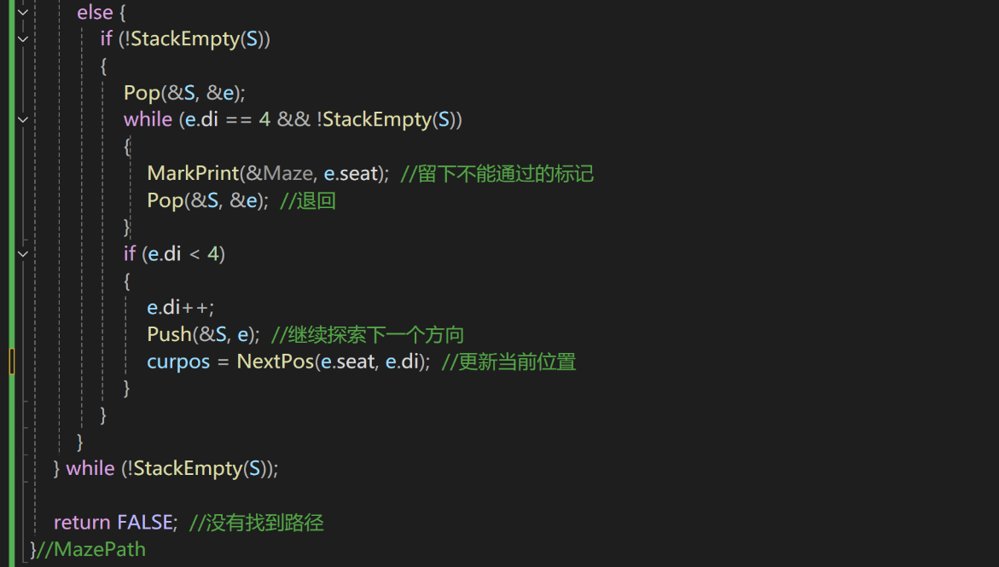 else {
if (!StackEmpty(S))
{
Pop(&S, &e);
while (e.di == 4 && !StackEmpty(S))
{
MarkPrint(&Maze, e.seat); //留下不能通过的标记
Pop(&S, &e); //退回
}
if (e.di < 4)
{
e.di++;
Push(&S, e); //继续探索下一个方向
curpos = NextPos(e.seat, e.di); //更新当前位置
}
}
}
} while (!StackEmpty(S));
return FALSE; //没有找到路径
}//MazePath